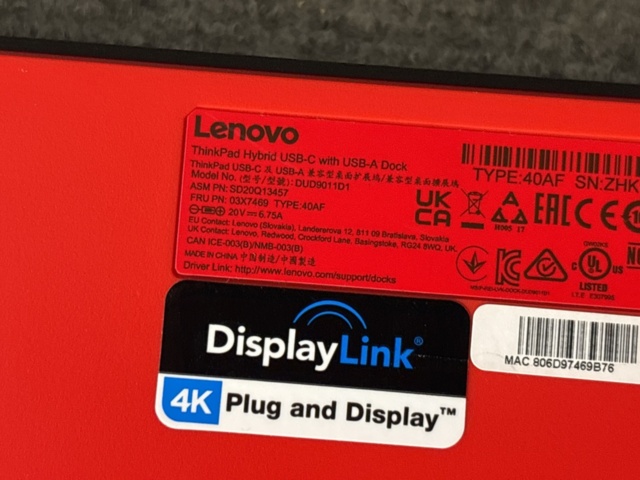 Lenovo
ThinkPad Hybrid USB-C with USB-A Dock
ThinkPad USB-C 及 USB-A 兼容型桌面扩展坞/兼容型桌面擴展塢
Model No. (型号/型號): DUD9011D1
ASM PN: SD20Q13457
FRU PN: 03X7469 TYPE:40AF
20V 6.75A
EU Contact: Lenovo (Slovakia), Landererova 12, 811 09 Bratislava, Slovakia
UK Contact: Lenovo, Redwood, Crockford Lane, Basingstoke, RG24 8WQ, UK.
CAN ICE-003(B)/NMB-003(B)
MADE IN CHINA 中国制造/中國製造
Driver Link: http://www.lenovo.com/support/docks
TYPE:40AF SN:ZHK
UK CA
EAC CE
KC
c UL us
LISTED
DisplayLink®
4K Plug and Display™
MAC 806D97469B76